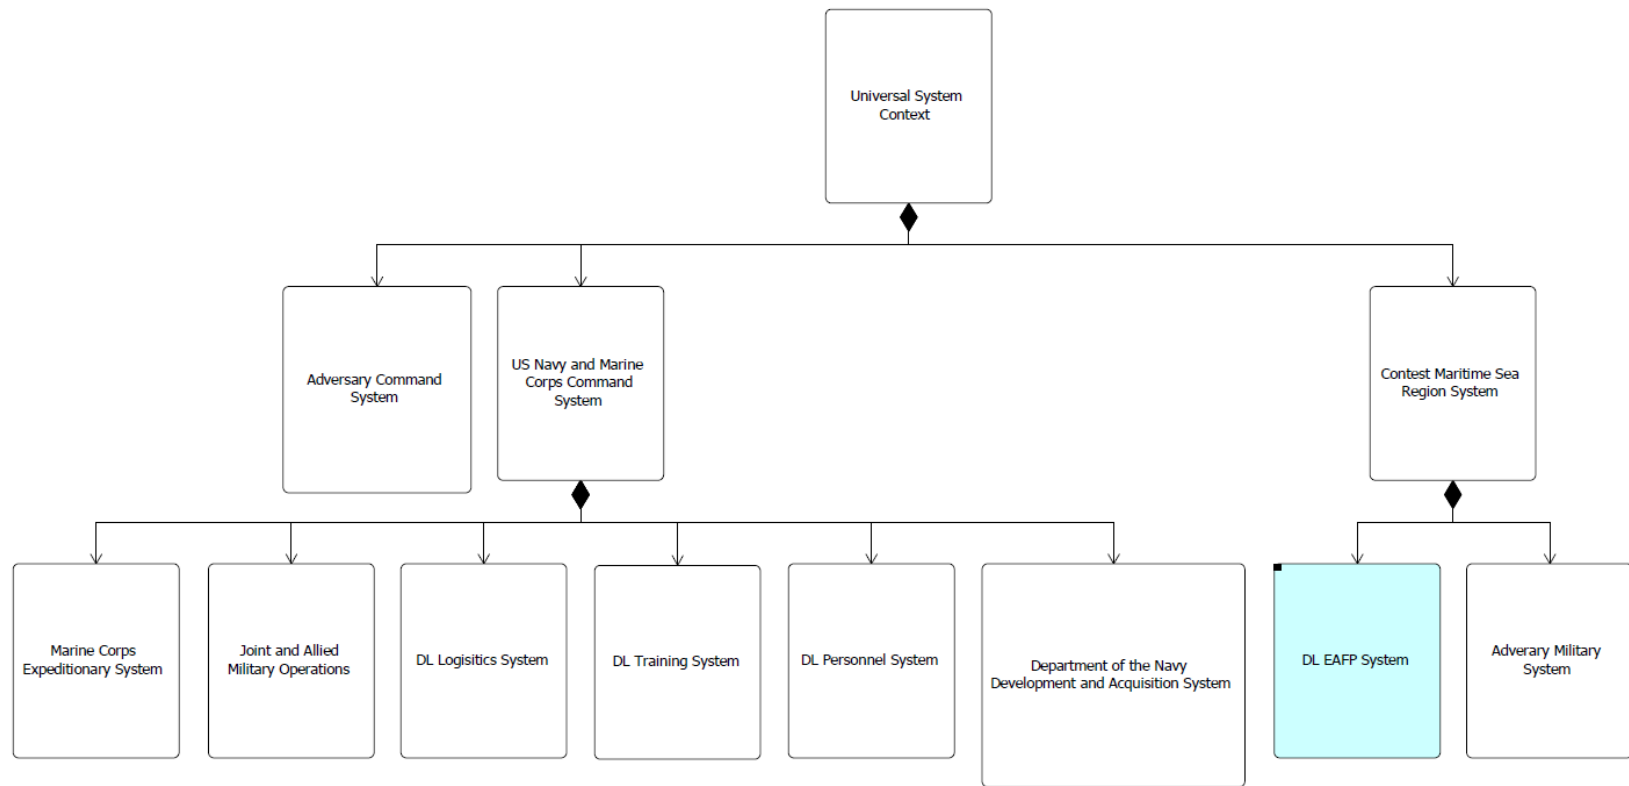 Universal System
Context
Adversary Command
System
US Navy and Marine
Corps Command
System
Contest Maritime Sea
Region System
Marine Corps
Expeditionary System
Joint and Allied
Military Operations
DL Logisitics System
DL Training System
DL Personnel System
Department of the Navy
Development and Acquisition System
DL EAFP System
Adverary Military
System